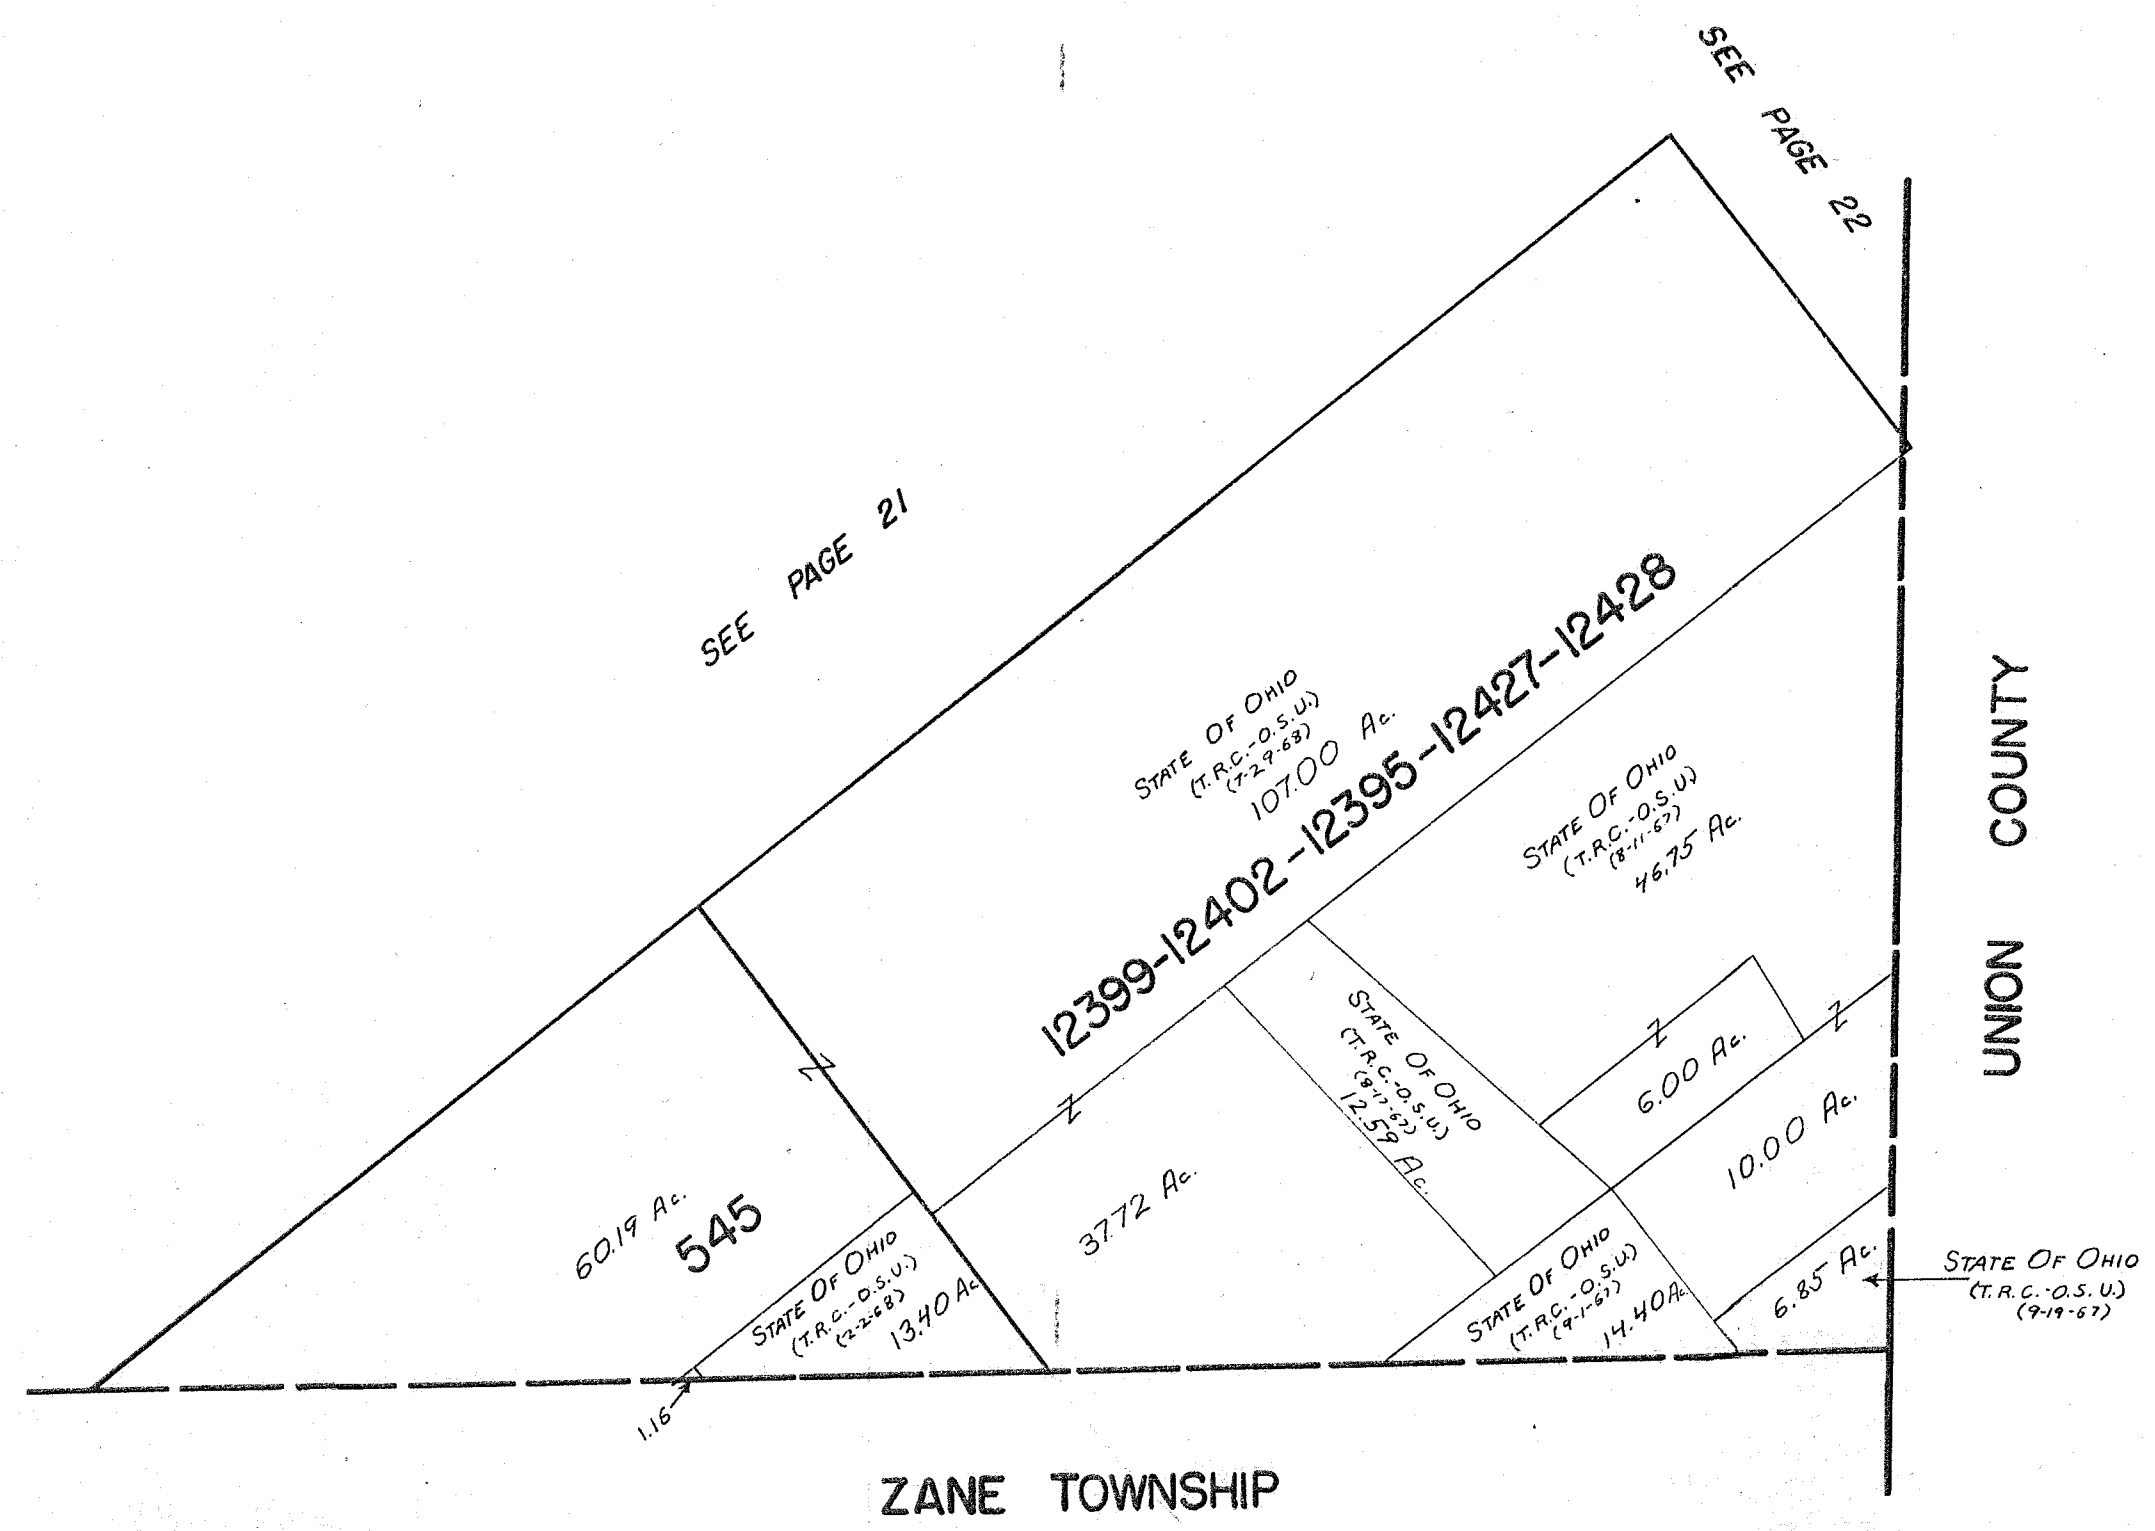 SEE PAGE 22
SEE PAGE 21
STATE OF OHIO
(T.R.C.-O.S.U.)
(7-29-68)
107.00 Ac.
12399-12402-12395-12427-12428
STATE OF OHIO
(T.R.C.-O.S.U.)
(8-11-67)
46.75 Ac.
UNION COUNTY
STATE OF OHIO
(T.R.C.-O.S.U.)
(8-17-67)
12.59 Ac.
6.00 Ac.
10.00 Ac.
60.19 Ac.
545
37.72 Ac.
STATE OF OHIO
(T.R.C.-O.S.U.)
(2-2-68)
13.40 Ac
STATE OF OHIO
(T.R.C.-O.S.U.)
(9-1-67)
14.40 Ac.
6.85 Ac.
STATE OF OHIO
(T.R.C.-O.S.U.)
(9-19-67)
1.16
ZANE TOWNSHIP